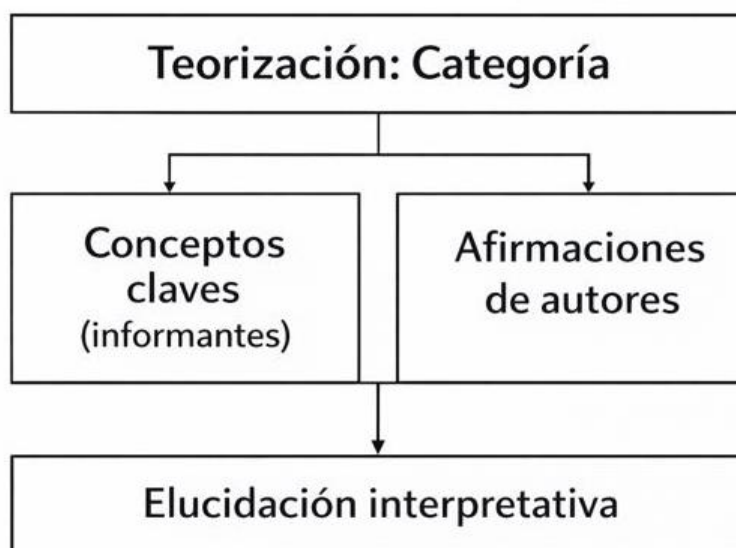 Teorización: Categoría
Conceptos
claves
(informantes)
Afirmaciones
de autores
Elucidación interpretativa